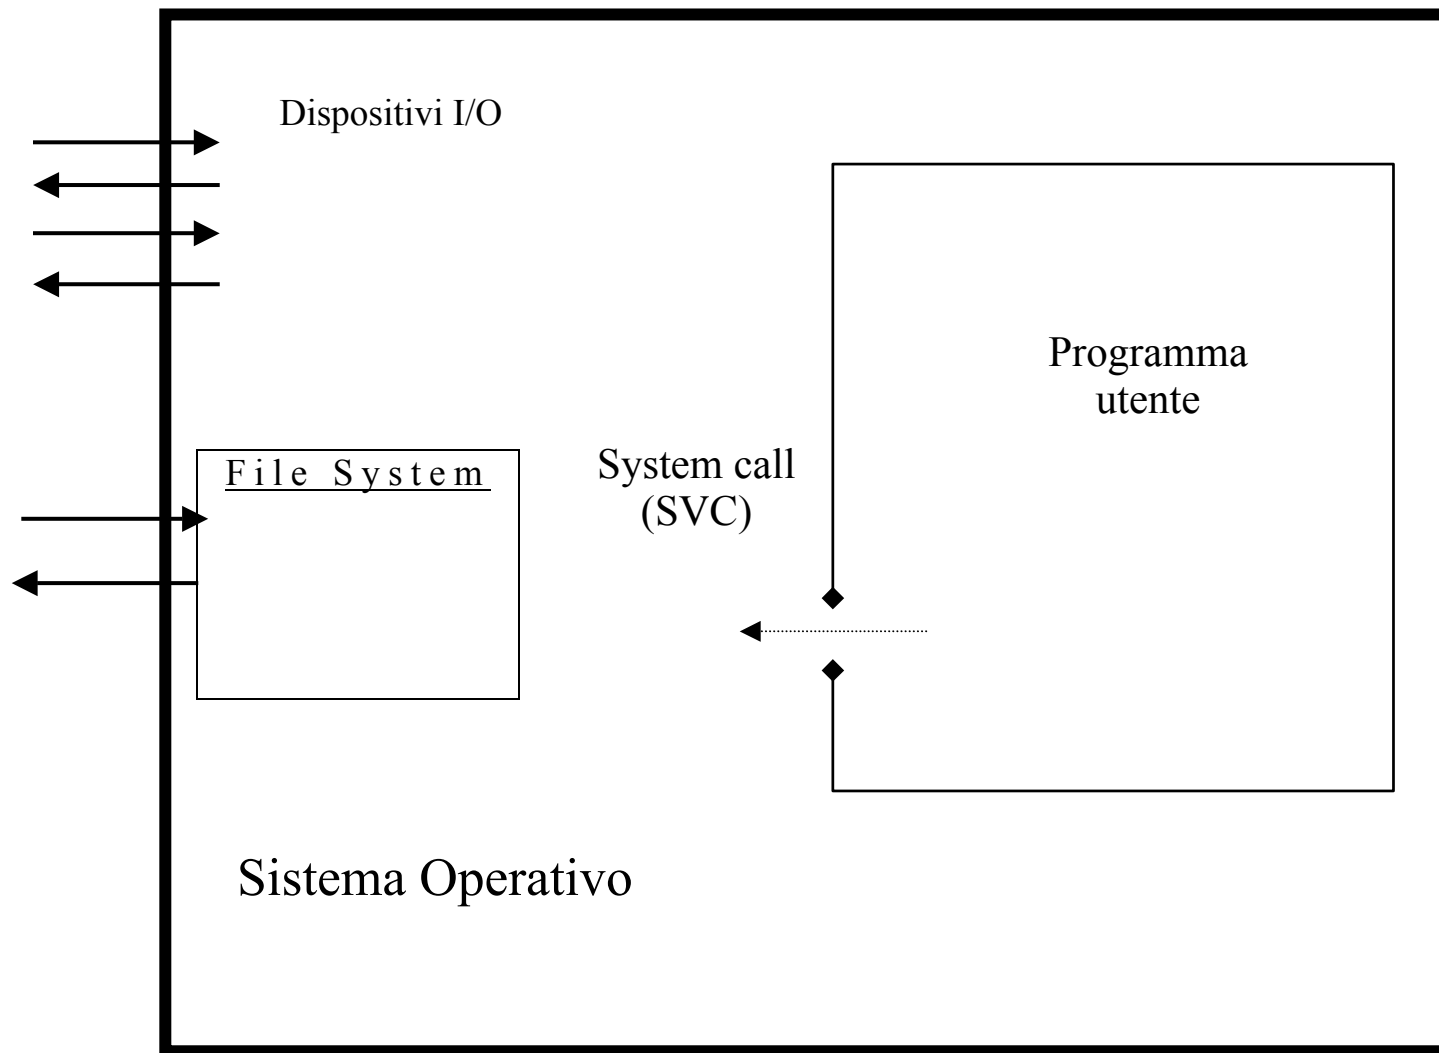 Dispositivi I/O
Programma
utente
File System
System call
(SVC)
Sistema Operativo